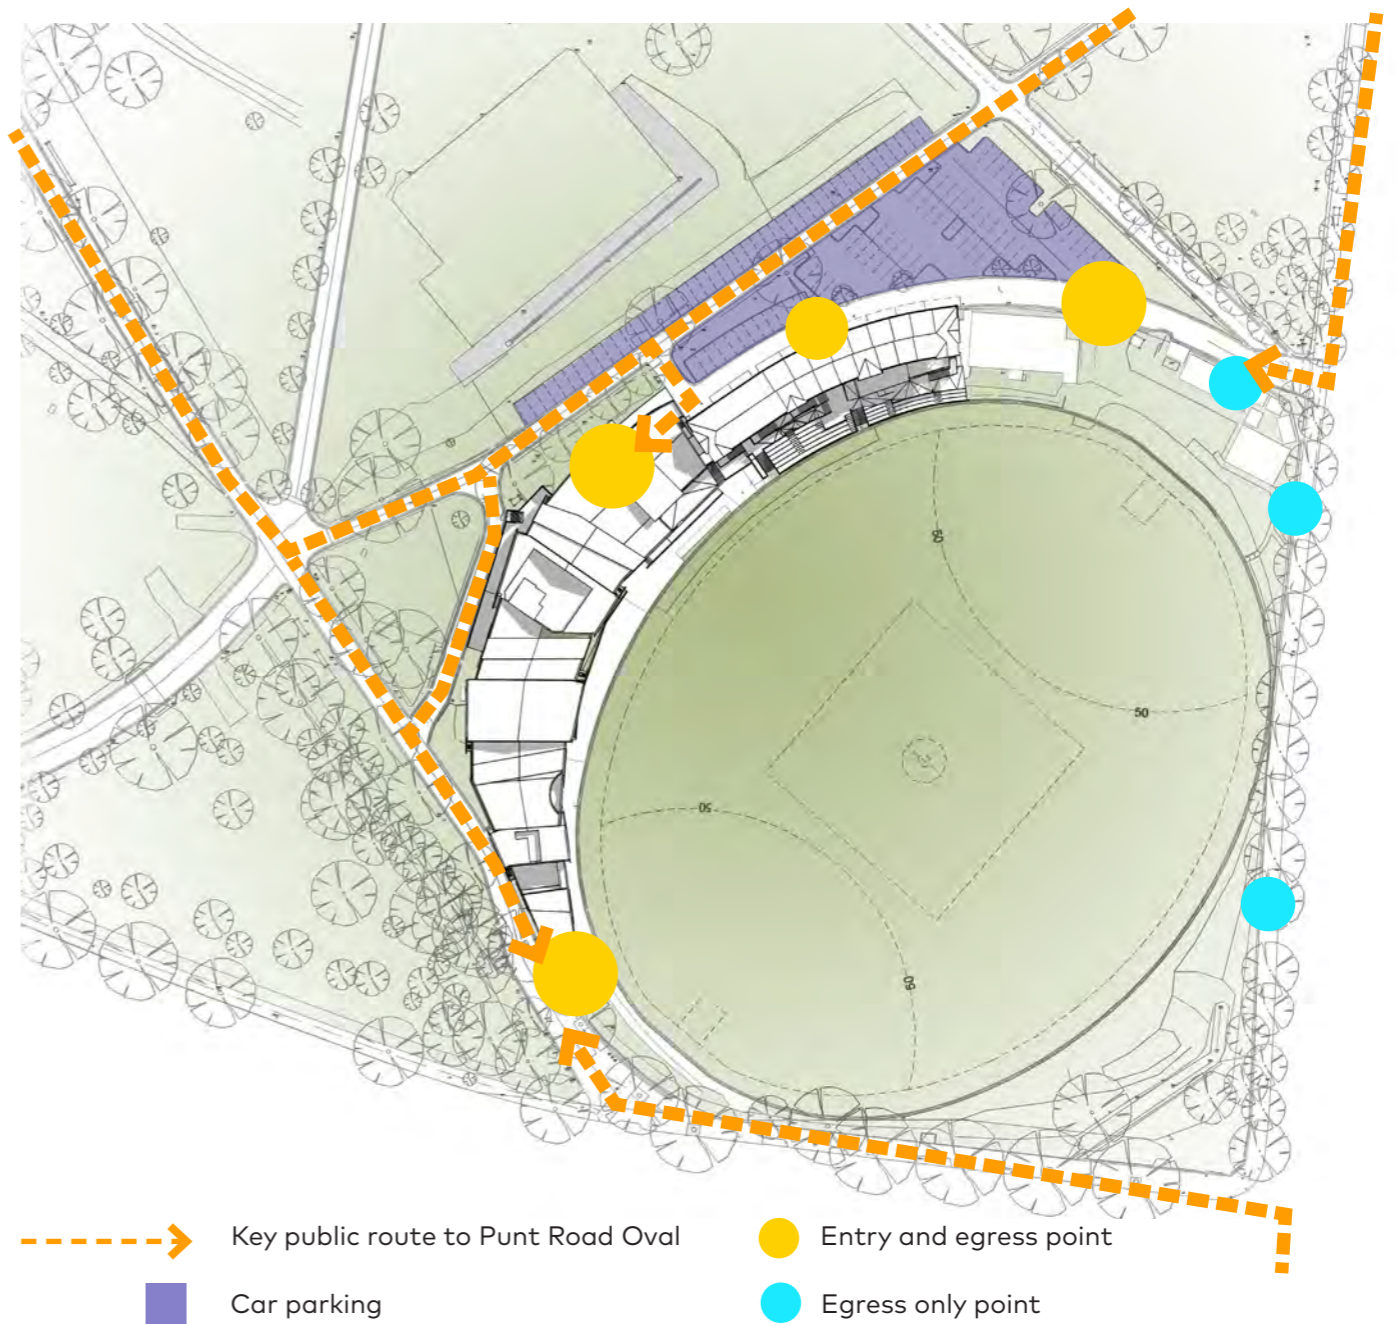 50
50
50
50
Key public route to Punt Road Oval
Entry and egress point
Car parking
Egress only point